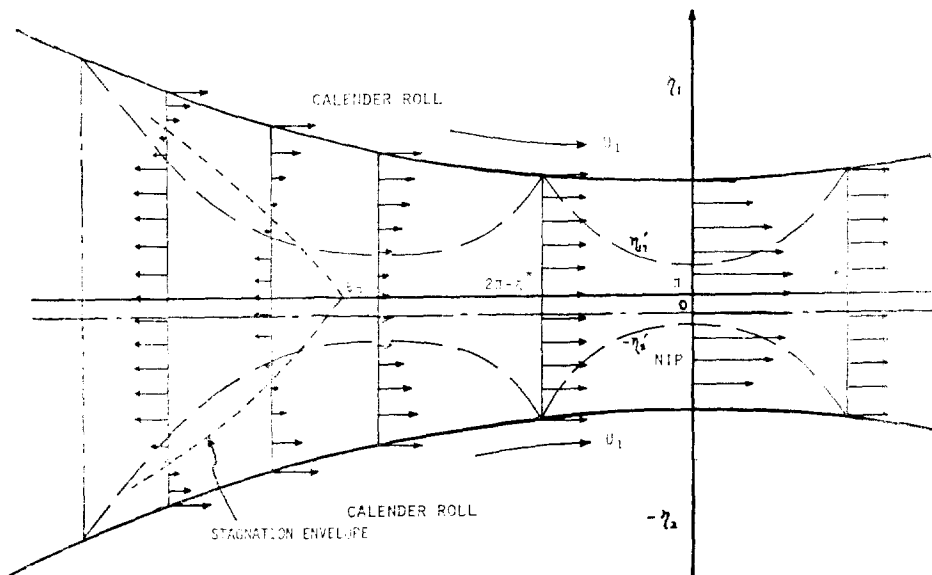 η₁
CALENDER ROLL
U₁
η₁'
2π-λ*
π
0
-η₂'
NIP
U₁
CALENDER ROLL
STAGNATION ENVELOPE
-η₂